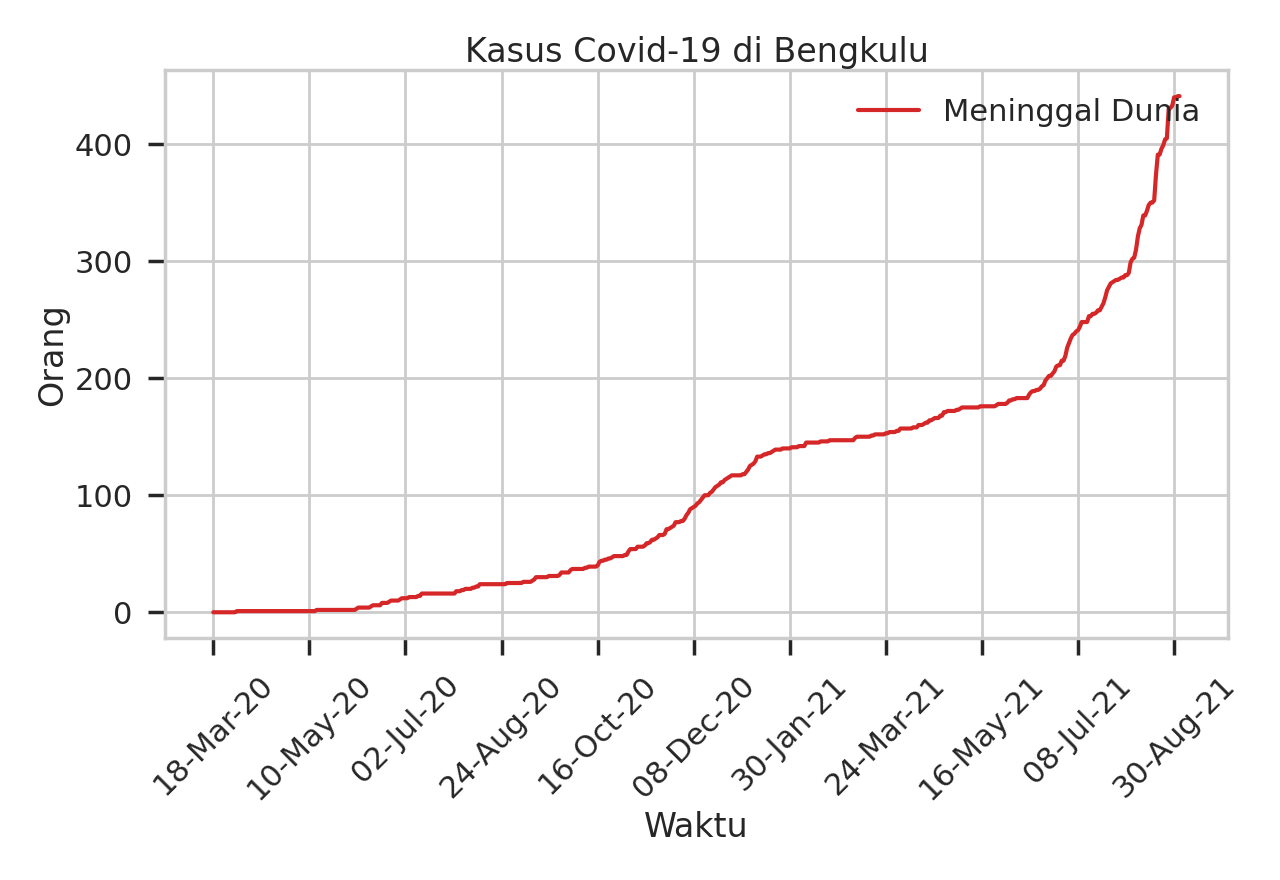 Kasus Covid-19 di Bengkulu
Meninggal Dunia
400
300
200
100
0
Orang
18-Mar-20
10-May-20
02-Jul-20
24-Aug-20
16-Oct-20
08-Dec-20
30-Jan-21
24-Mar-21
16-May-21
08-Jul-21
30-Aug-21
Waktu